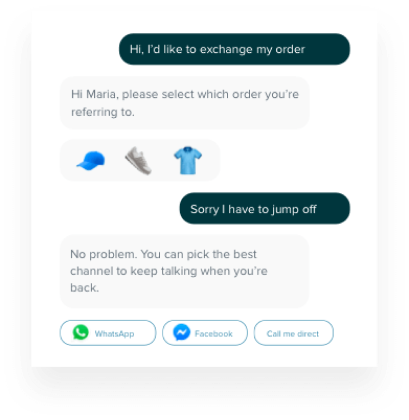 Hi, I'd like to exchange my order
Hi Maria, please select which order you're
referring to.
Sorry I have to jump off
No problem. You can pick the best
channel to keep talking when you're
back.
WhatsApp
Facebook
Call me direct